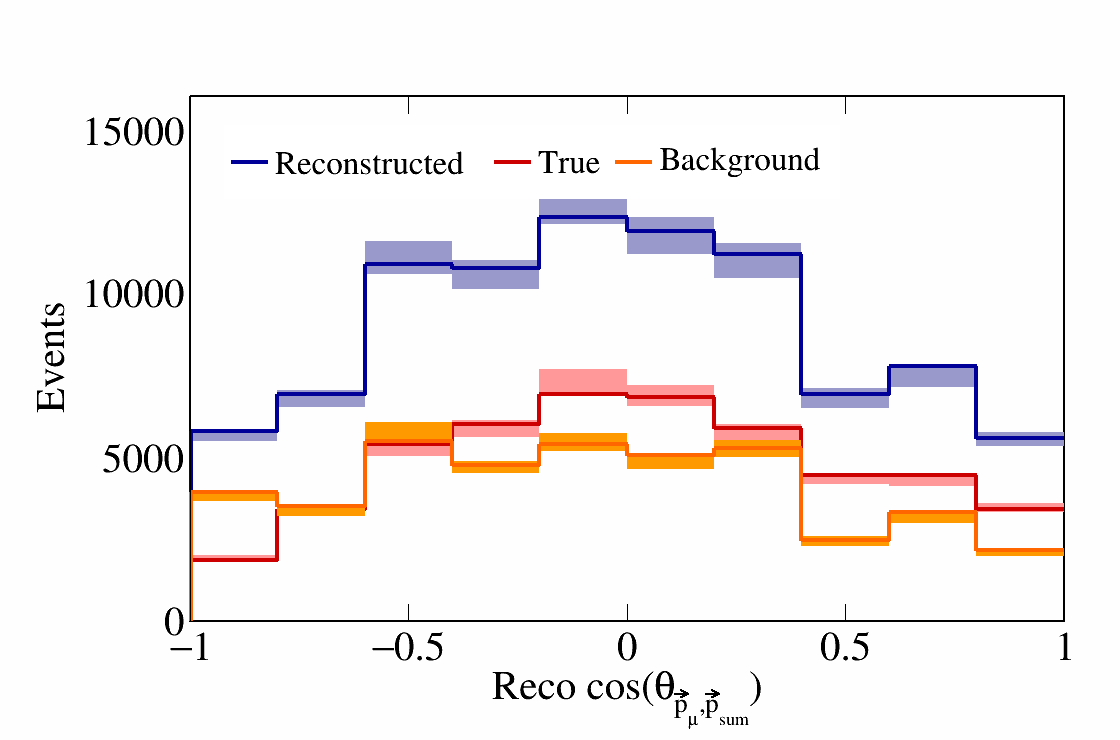 15000
Reconstructed True Background
10000
Events
5000
0
−1 −0.5 0 0.5 1
Reco cos(θp⃗μ,p⃗sum)